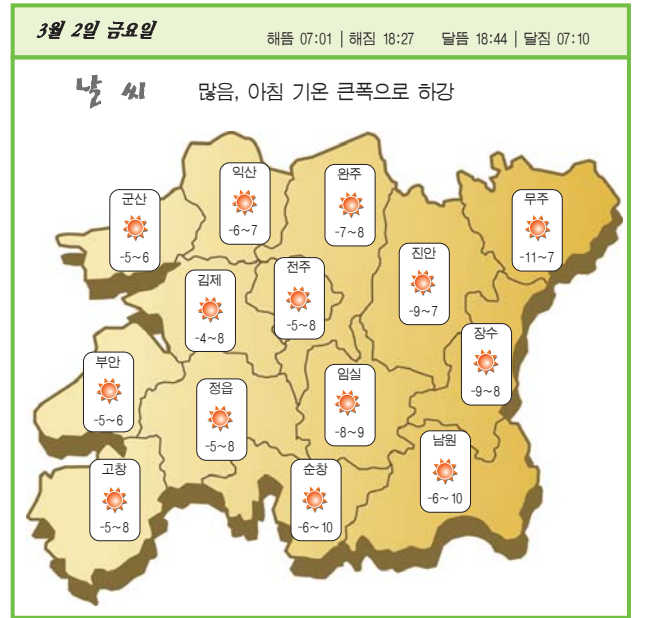 3월 2일 금요일
해뜸 07:01 | 해짐 18:27 달뜸 18:44 | 달짐 07:10
날 씨
많음, 아침 기온 큰폭으로 하강
익산
-6~7
완주
-7~8
군산
-5~6
무주
-11~7
진안
-9~7
전주
-5~8
김제
-4~8
장수
-9~8
부안
-5~6
임실
-8~9
정읍
-5~8
남원
-6~10
고창
-5~8
순창
-6~10